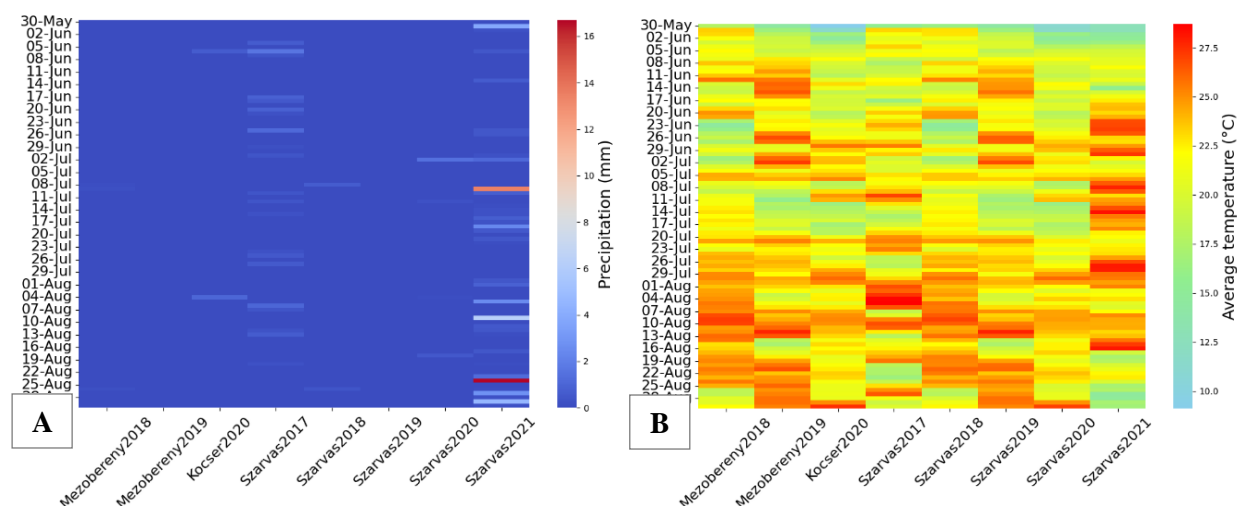 30-May
02-Jun
05-Jun
08-Jun
11-Jun
14-Jun
17-Jun
20-Jun
23-Jun
26-Jun
29-Jun
02-Jul
05-Jul
08-Jul
11-Jul
14-Jul
17-Jul
20-Jul
23-Jul
26-Jul
29-Jul
01-Aug
04-Aug
07-Aug
10-Aug
13-Aug
16-Aug
19-Aug
22-Aug
25-Aug
A
Mezobereny2018
Mezobereny2019
Kocser2020
Szarvas2017
Szarvas2018
Szarvas2019
Szarvas2020
Szarvas2021
16
14
12
10
8
6
4
2
0
Precipitation (mm)
30-May
02-Jun
05-Jun
08-Jun
11-Jun
14-Jun
17-Jun
20-Jun
23-Jun
26-Jun
29-Jun
02-Jul
05-Jul
08-Jul
11-Jul
14-Jul
17-Jul
20-Jul
23-Jul
26-Jul
29-Jul
01-Aug
04-Aug
07-Aug
10-Aug
13-Aug
16-Aug
19-Aug
22-Aug
25-Aug
B
Mezobereny2018
Mezobereny2019
Kocser2020
Szarvas2017
Szarvas2018
Szarvas2019
Szarvas2020
Szarvas2021
27.5
25.0
22.5
20.0
17.5
15.0
12.5
10.0
Average temperature (°C)